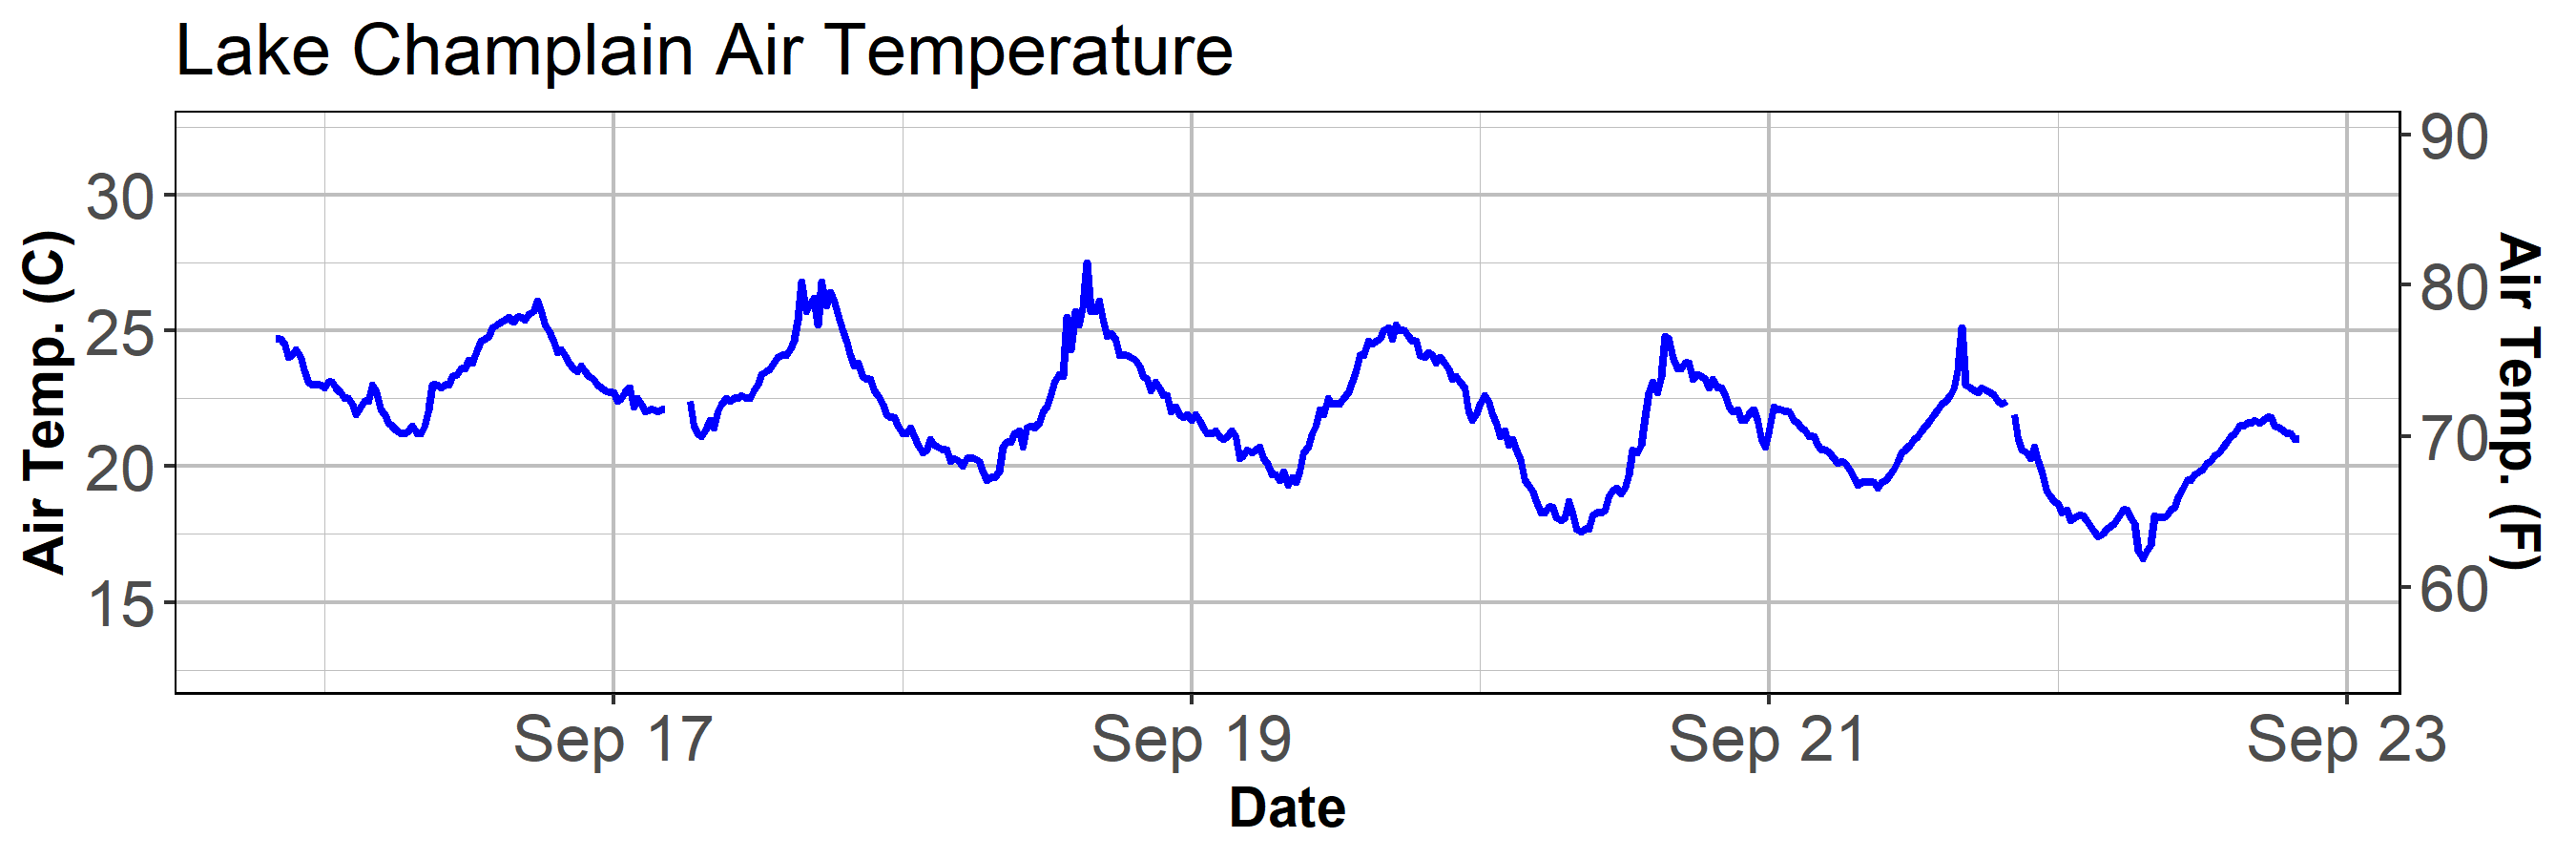 Lake Champlain Air Temperature
Air Temp. (C)
30
25
20
15
90
80
70
60
Air Temp. (F)
Sep 17 Sep 19 Sep 21 Sep 23
Date